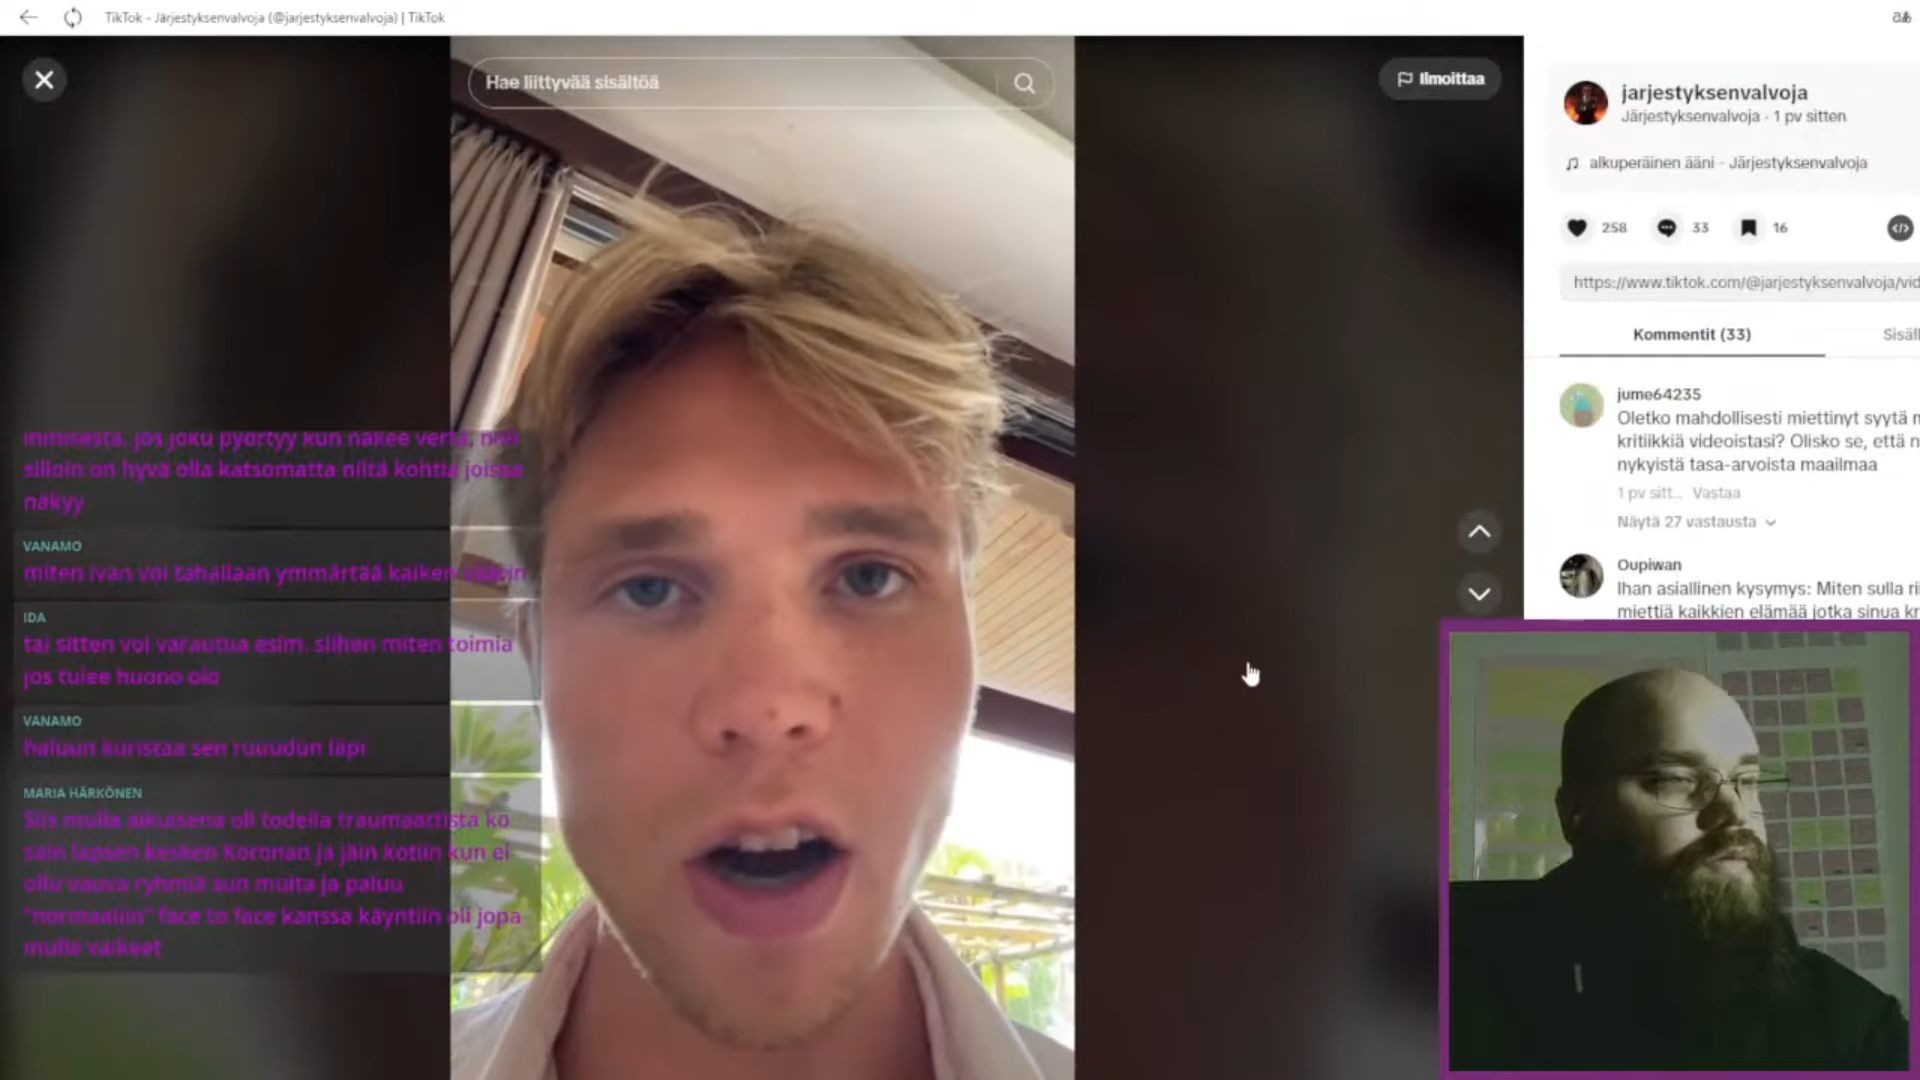 TikTok - Järjestyksenvalvoja (@jarjestyksenvalvoja) | TikTok
Hae liittyvää sisältöä
Ilmoittaa
jarjestyksenvalvoja
Järjestyksenvalvoja · 1 pv sitten
alkuperäinen ääni - Järjestyksenvalvoja
258
33
16
https://www.tiktok.com/@jarjestyksenvalvoja/vid
Kommentit (33)
jume64235
Oletko mahdollisesti miettinyt syytä
kritiikkiä videoistasi? Olisko se, että
nykyistä tasa-arvoista maailmaa
1 pv sitt... Vastaa
Näytä 27 vastausta
Oupiwan
Ihan asiallinen kysymys: Miten sulla
miettiä kaikkien elämää jotka sinua
inmisestä, jos joku pyörtyy kun näkee verta, niin
silloin on hyvä olla katsomatta niitä kohtia joissa
näkyy
VANAMO
miten ivan voi tahallaan ymmärtää kaiken väärin
IDA
tai sitten voi varautua esim. siihen miten toimia
jos tulee huono olo
VANAMO
haluun kuristaa sen ruuudun läpi
MARIA HÄRKÖNEN
Siis mulla aikusena oli todella traumaattista ko
sain lapsen kesken Koronan ja jäin kotiin kun ei
ollu vauva ryhmiä sun muita ja paluu
"normaaliin" face to face kanssa käyntiin oli jopa
mulle vaikeet